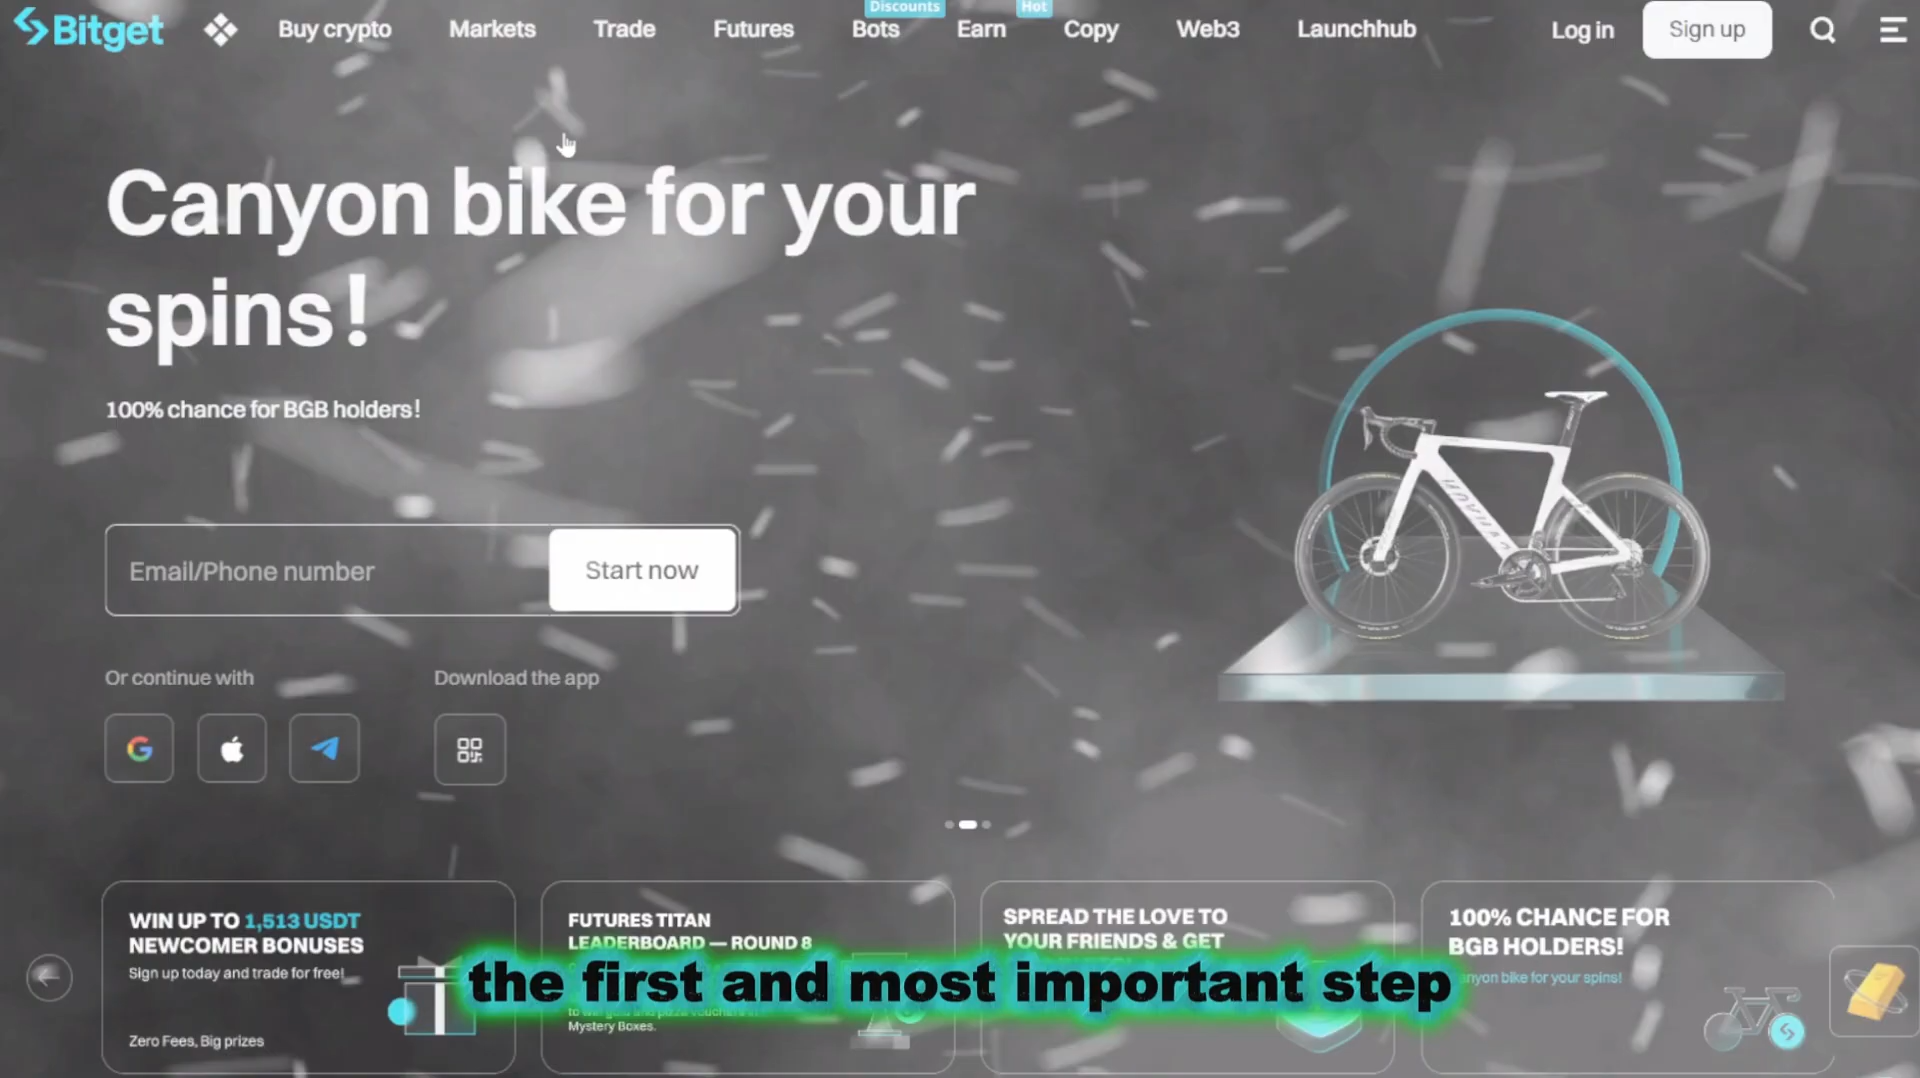 Bitget
Buy crypto
Markets
Trade
Futures
Discounts
Bots
Hot
Earn
Copy
Web3
Launchhub
Log in
Sign up
Canyon bike for your
spins!
100% chance for BGB holders!
Email/Phone number
Start now
Or continue with
Download the app
WIN UP TO 1,513 USDT
NEWCOMER BONUSES
Sign up today and trade for free!
Zero Fees, Big prizes
FUTURES TITAN
LEADERBOARD — ROUND 8
Mystery Boxes.
SPREAD THE LOVE TO
YOUR FRIENDS & GET
100% CHANCE FOR
BGB HOLDERS!
bike for your spins!
the first and most important step